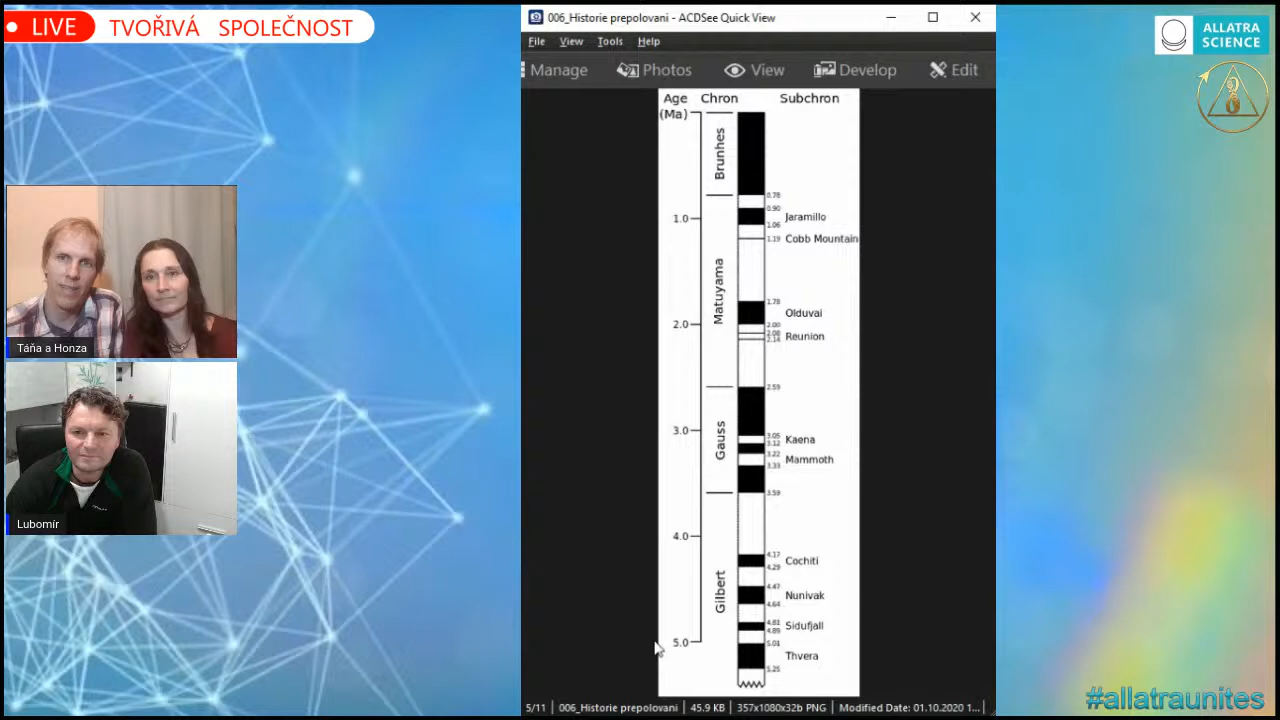 LIVE TVOŘIVÁ SPOLEČNOST
006_Historie prepolovani - ACDSee Quick View
File View Tools Help
Manage Photos View Develop Edit
ALLATRA
SCIENCE
Age Chron Subchron
(Ma)
Brunhes
0.78
0.90
Jaramillo
1.0
1.06
1.19 Cobb Mountain
Matuyama
1.78
Olduvai
2.0
2.00
2.08
Reunion
2.14
2.59
Gauss
3.0
3.05
Kaena
3.12
3.22
Mammoth
3.33
3.59
4.0
4.17
Cochiti
4.29
Gilbert
4.47
Nunivak
4.64
4.81
Sidufjall
4.89
5.0
5.01
Thvera
5.25
Táňa a Honza
Lubomír
5/11 006_Historie prepolovani 45.9 KB 357x1080x32b PNG Modified Date: 01.10.2020 1...
#allatraunites